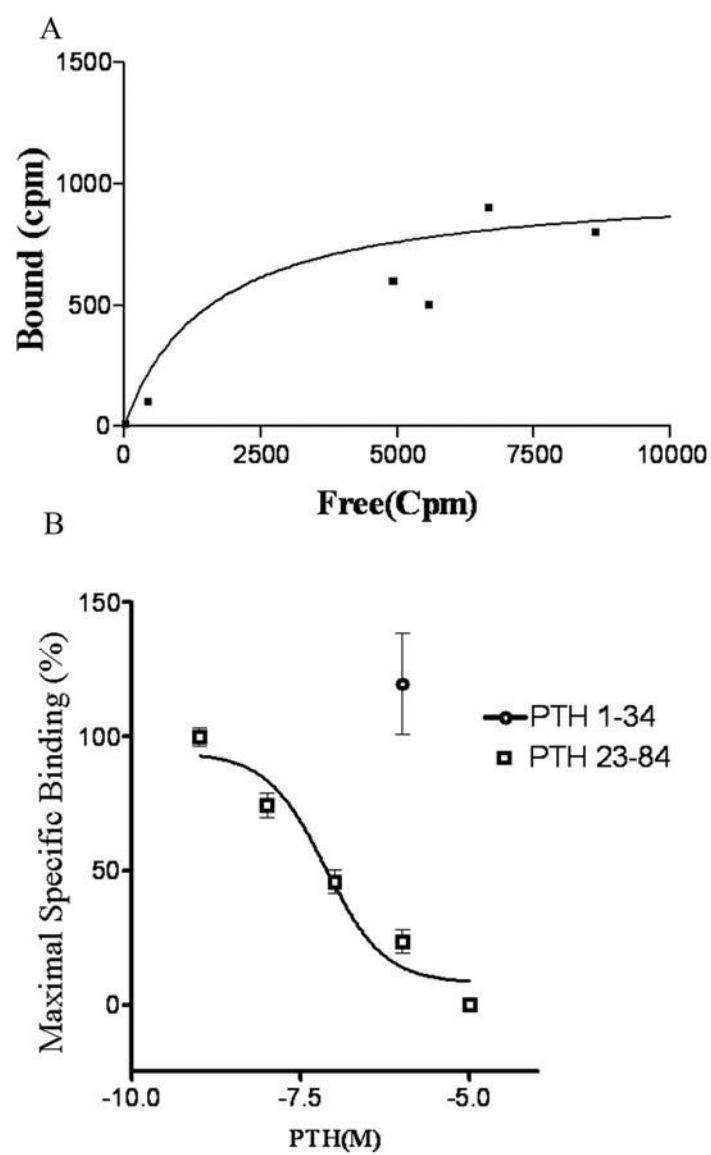 A
1500
1000
500
0
Bound (cpm)
0 2500 5000 7500 10000
Free(Cpm)
B
150
100
50
0
Maximal Specific Binding (%)
PTH 1-34
PTH 23-84
-10.0 -7.5 -5.0
PTH(M)